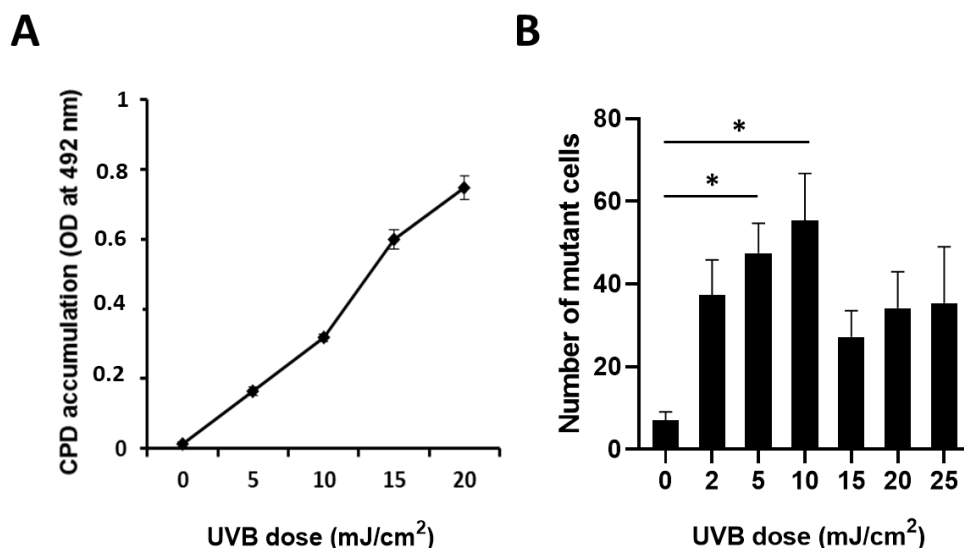 A
CPD accumulation (OD at 492 nm)
1
0.8
0.6
0.4
0.2
0
0 5 10 15 20
UVB dose (mJ/cm²)
B
Number of mutant cells
80
60
40
20
0
*
*
0 2 5 10 15 20 25
UVB dose (mJ/cm²)